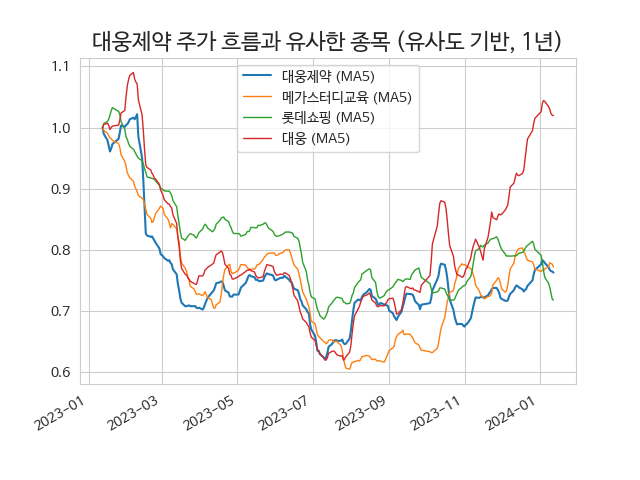 대웅제약 주가 흐름과 유사한 종목 (유사도 기반, 1년)
1.1
1.0
0.9
0.8
0.7
0.6
대웅제약 (MA5)
메가스터디교육 (MA5)
롯데쇼핑 (MA5)
대웅 (MA5)
2023-01
2023-03
2023-05
2023-07
2023-09
2023-11
2024-01